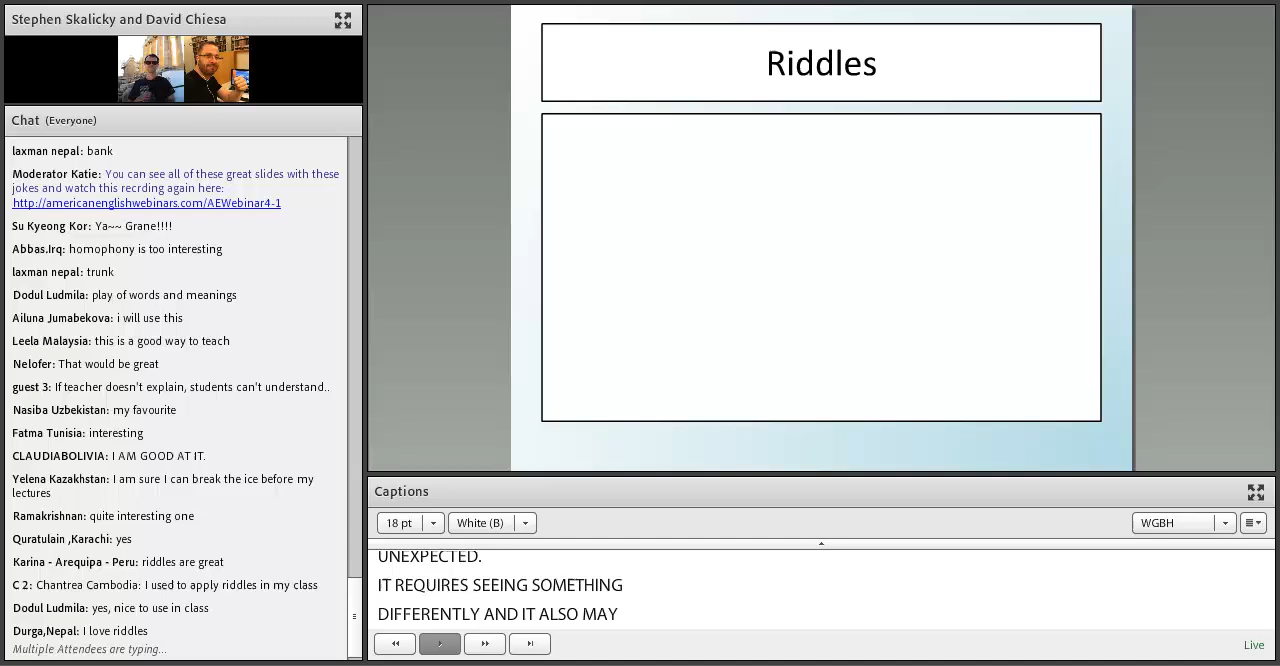 Stephen Skalicky and David Chiesa
Chat (Everyone)
laxman nepal: bank
Moderator Katie: You can see all of these great slides with these
jokes and watch this recrding again here:
http://americanenglishwebinars.com/AEWebinar4-1
Su Kyeong Kor: Ya~~ Grane!!!!
Abbas.Irq: homophony is too interesting
laxman nepal: trunk
Dodul Ludmila: play of words and meanings
Ailuna Jumabekova: i will use this
Leela Malaysia: this is a good way to teach
Nelofer: That would be great
guest 3: If teacher doesn't explain, students can't understand..
Nasiba Uzbekistan: my favourite
Fatma Tunisia: interesting
CLAUDIABOLIVIA: I AM GOOD AT IT.
Yelena Kazakhstan: I am sure I can break the ice before my
lectures
Ramakrishnan: quite interesting one
Quratulain ,Karachi: yes
Karina - Arequipa - Peru: riddles are great
C 2: Chantrea Cambodia: I used to apply riddles in my class
Dodul Ludmila: yes, nice to use in class
Durga,Nepal: I love riddles
Multiple Attendees are typing...
Riddles
Captions
18 pt
White (B)
WGBH
UNEXPECTED.
IT REQUIRES SEEING SOMETHING
DIFFERENTLY AND IT ALSO MAY
Live